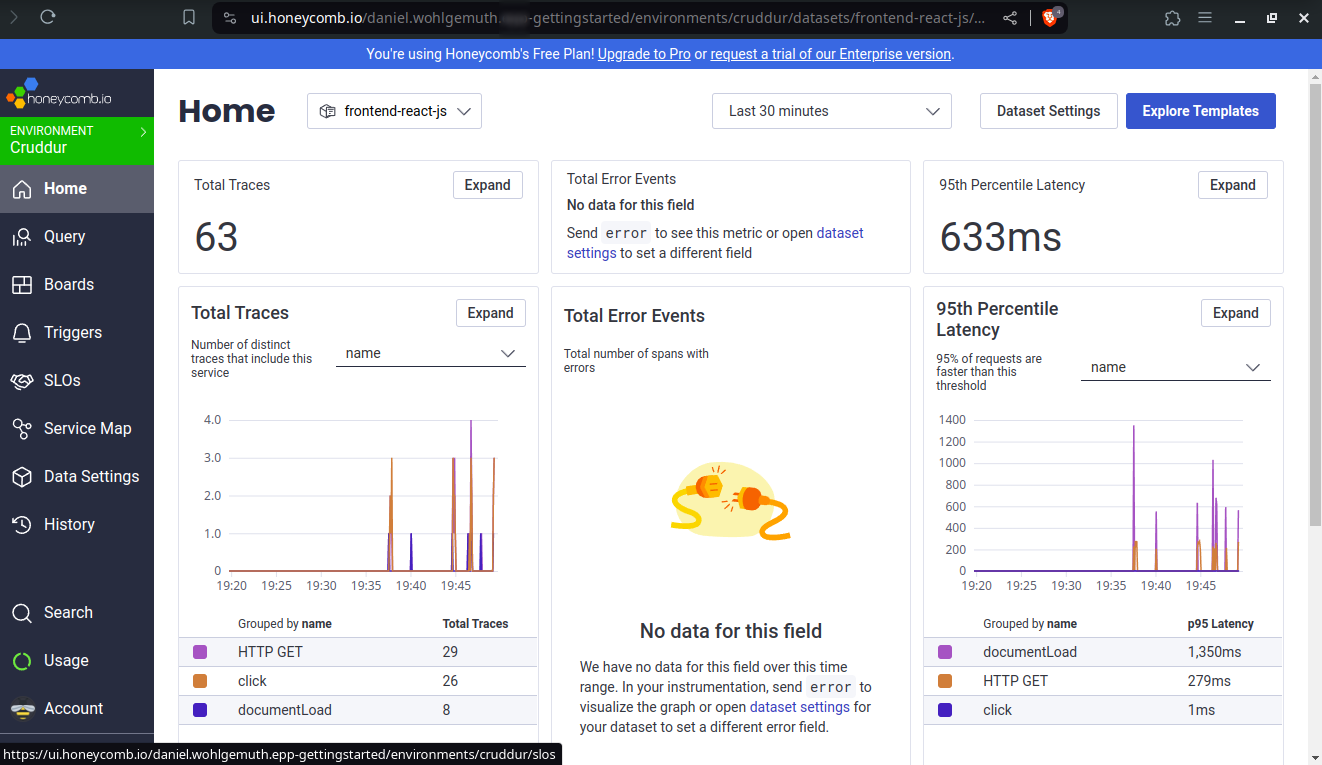 ui.honeycomb.io/daniel.wohlgemuth. -gettingstarted/environments/cruddur/datasets/frontend-react-js/...
4
You're using Honeycomb's Free Plan! Upgrade to Pro or request a trial of our Enterprise version.
honeycomb.io
ENVIRONMENT
Cruddur
Home
Query
Boards
Triggers
SLOs
Service Map
Data Settings
History
Search
Usage
Account
Home
frontend-react-js
Last 30 minutes
Dataset Settings
Explore Templates
Total Traces
Expand
63
Total Error Events
No data for this field
Send error to see this metric or open dataset
settings to set a different field
95th Percentile Latency
Expand
633ms
Total Traces
Expand
Number of distinct
traces that include this
service
name
4.0
3.0
2.0
1.0
0
19:20 19:25 19:30 19:35 19:40 19:45
Grouped by name Total Traces
HTTP GET 29
click 26
documentLoad 8
Total Error Events
Total number of spans with
errors
No data for this field
We have no data for this field over this time
range. In your instrumentation, send error to
visualize the graph or open dataset settings for
your dataset to set a different error field.
95th Percentile
Latency
Expand
95% of requests are
faster than this
threshold
name
1400
1200
1000
800
600
400
200
0
19:20 19:25 19:30 19:35 19:40 19:45
Grouped by name p95 Latency
documentLoad 1,350ms
HTTP GET 279ms
click 1ms
https://ui.honeycomb.io/daniel.wohlgemuth.epp-gettingstarted/environments/cruddur/slos